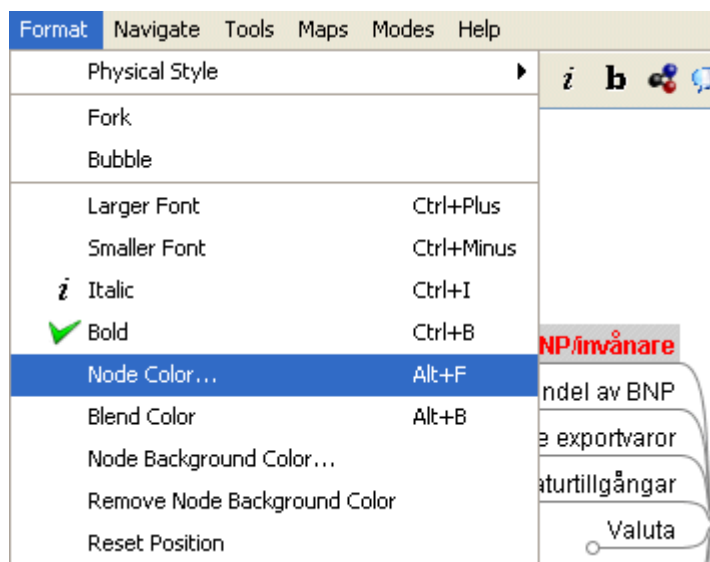 Format Navigate Tools Maps Modes Help
Physical Style
i b
Fork
Bubble
Larger Font Ctrl+Plus
Smaller Font Ctrl+Minus
i Italic Ctrl+I
Bold Ctrl+B
NP/invånare
Node Color... Alt+F
ndel av BNP
Blend Color Alt+B
e exportvaror
Node Background Color...
aturtillgångar
Remove Node Background Color
Valuta
Reset Position